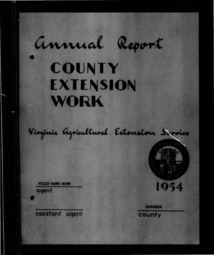 Annual Report
COUNTY
EXTENSION
WORK
Virginia Agricultural Extension Service
1954
agent
assistant agent
county